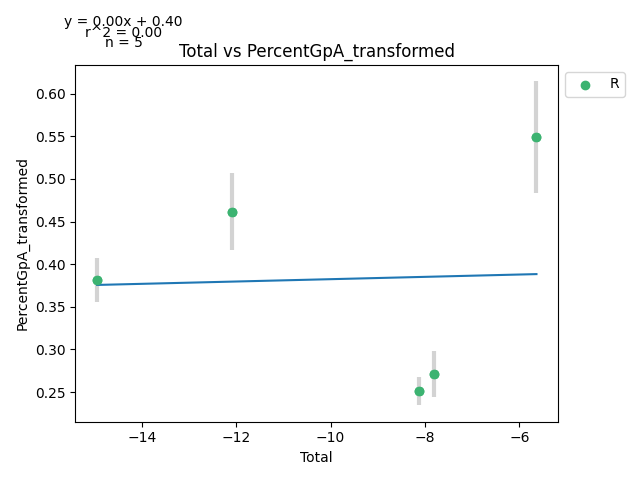 y = 0.00x + 0.40
r^2 = 0.00
n = 5
Total vs PercentGpA_transformed
R
PercentGpA_transformed
0.60
0.55
0.50
0.45
0.40
0.35
0.30
0.25
−14
−12
−10
−8
−6
Total